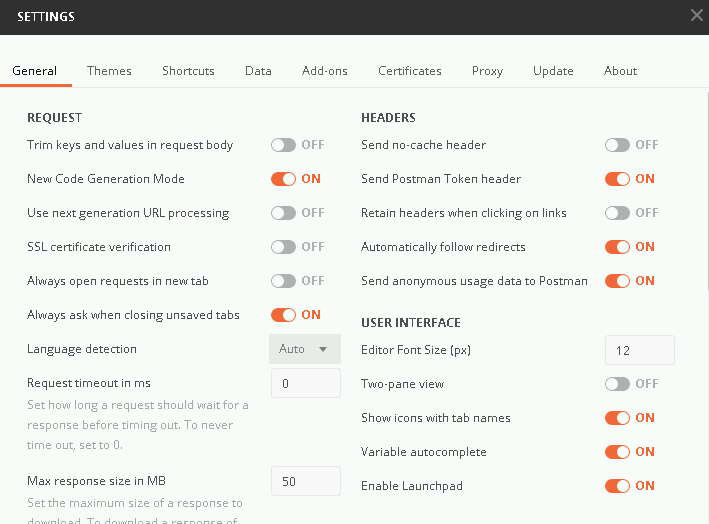 SETTINGS
General Themes Shortcuts Data Add-ons Certificates Proxy Update About
REQUEST
Trim keys and values in request body OFF
New Code Generation Mode ON
Use next generation URL processing OFF
SSL certificate verification OFF
Always open requests in new tab OFF
Always ask when closing unsaved tabs ON
Language detection Auto
Request timeout in ms 0
Set how long a request should wait for a
response before timing out. To never
time out, set to 0.
Max response size in MB 50
Set the maximum size of a response to
download. To download a response of
HEADERS
Send no-cache header OFF
Send Postman Token header ON
Retain headers when clicking on links OFF
Automatically follow redirects ON
Send anonymous usage data to Postman ON
USER INTERFACE
Editor Font Size (px) 12
Two-pane view OFF
Show icons with tab names ON
Variable autocomplete ON
Enable Launchpad ON